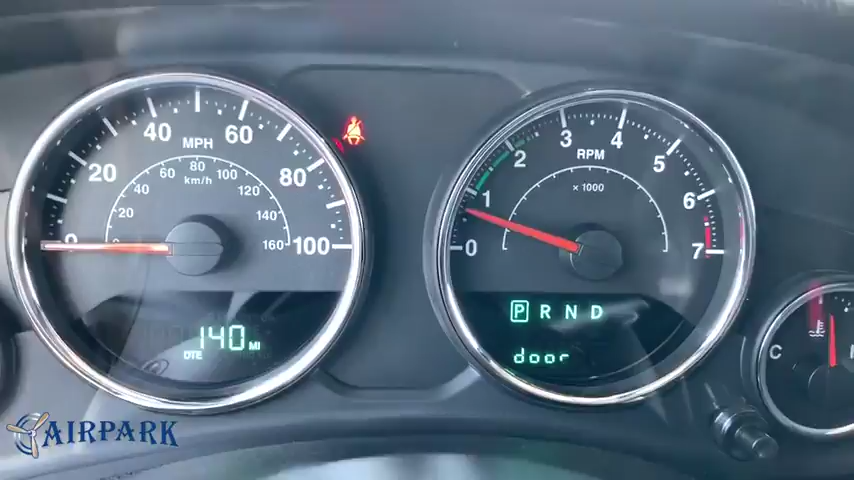 MPH
0 20 40 60 80 100
km/h
20 40 60 80 100 120 140 160
140 MI
DTE
RPM
x 1000
0 1 2 3 4 5 6 7
P R N D
door
C
AIRPARK